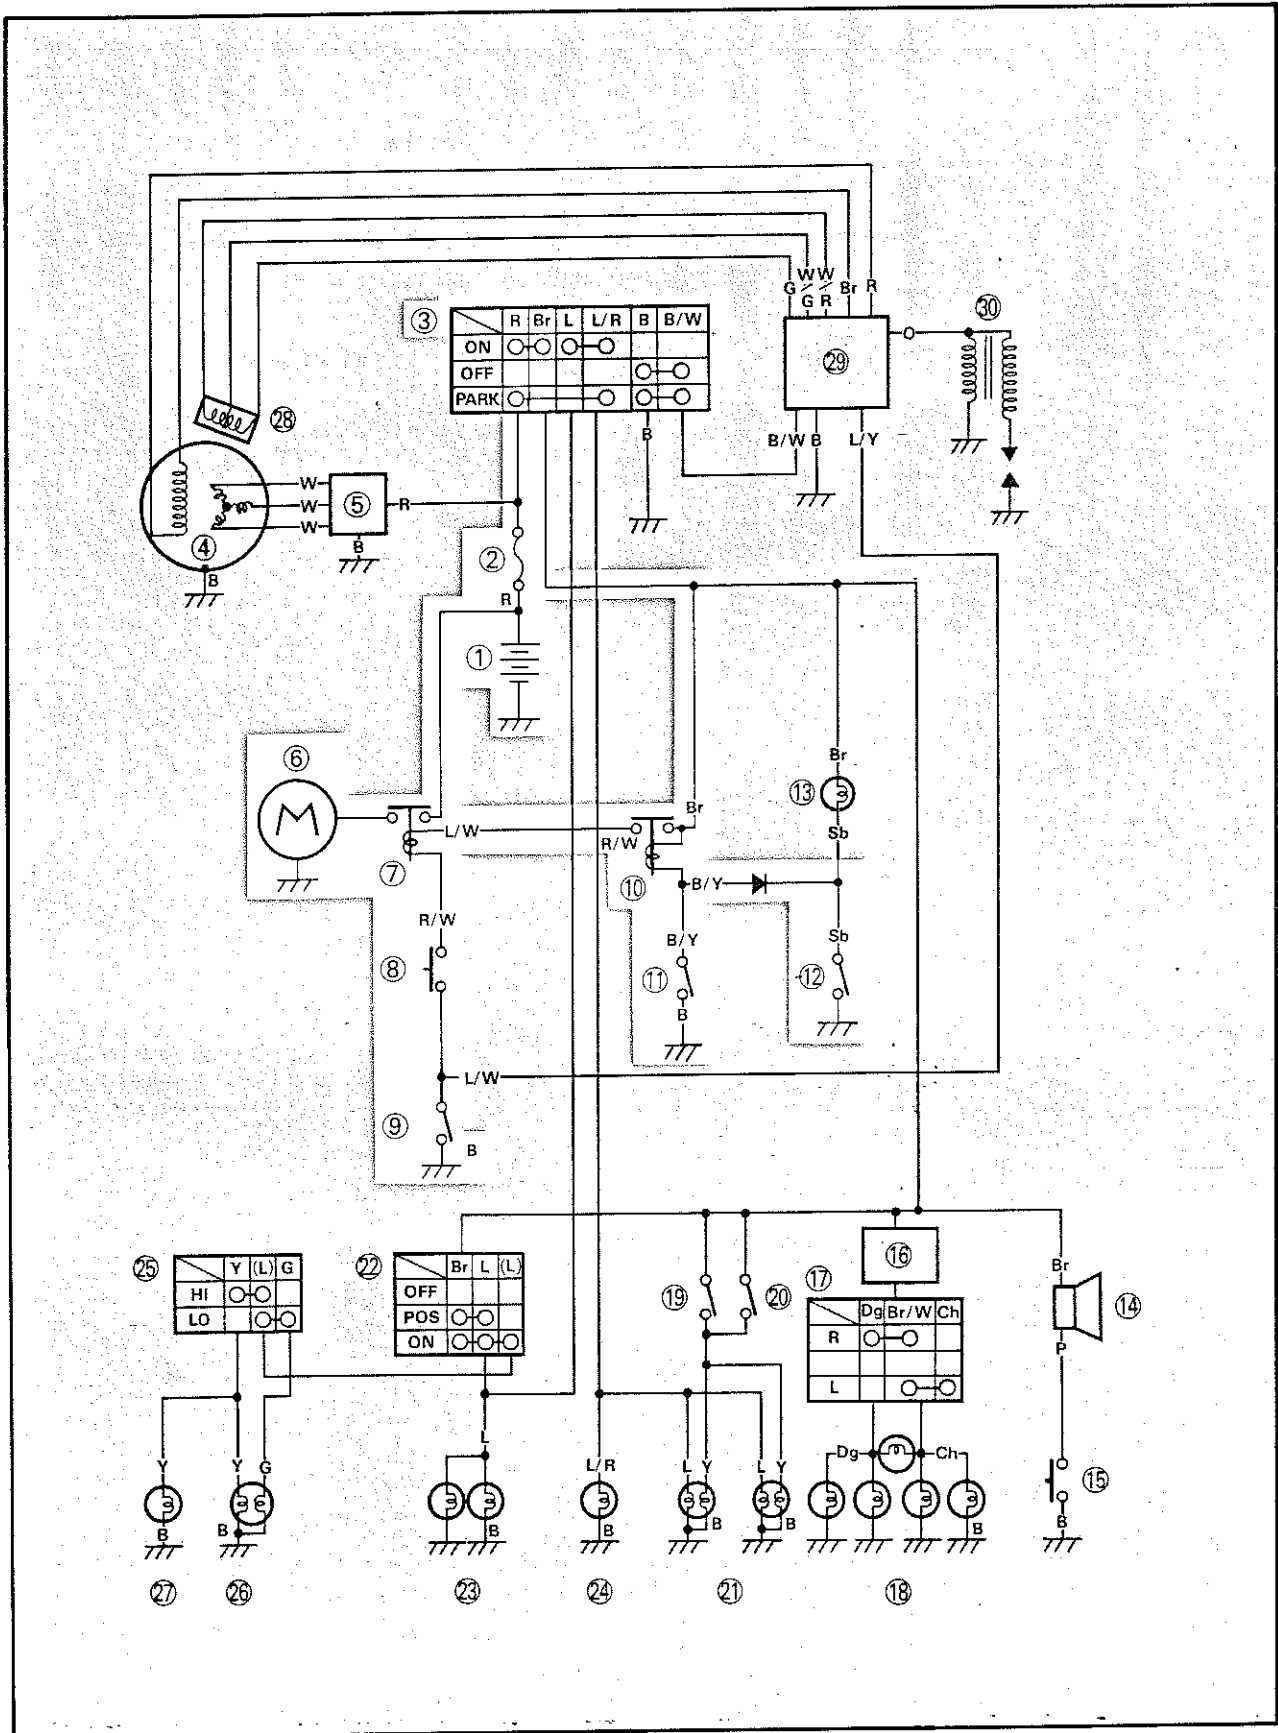 W W
G / / Br R
G R
③
R Br L L/R B B/W
ON
OFF
PARK
㉚
㉙
㉘
B/W B L/Y
B
W
W ⑤ R
W
④
B
B
②
R
①
⑥
Br
⑬
Br
L/W
R/W
Sb
⑦
⑩
B/Y
R/W
B/Y
Sb
⑧
⑪
⑫
B
L/W
⑨
B
㉕
Y (L) G
HI
LO
㉒
Br L (L)
OFF
POS
ON
⑲
⑳
⑯
⑰
Dg Br/W Ch
R
L
Br
⑭
P
L
Dg Ch
Y Y G
L/R
L Y
L Y
⑮
B
B
B
B
B
B
B
B
㉗
㉖
㉓
㉔
㉑
⑱